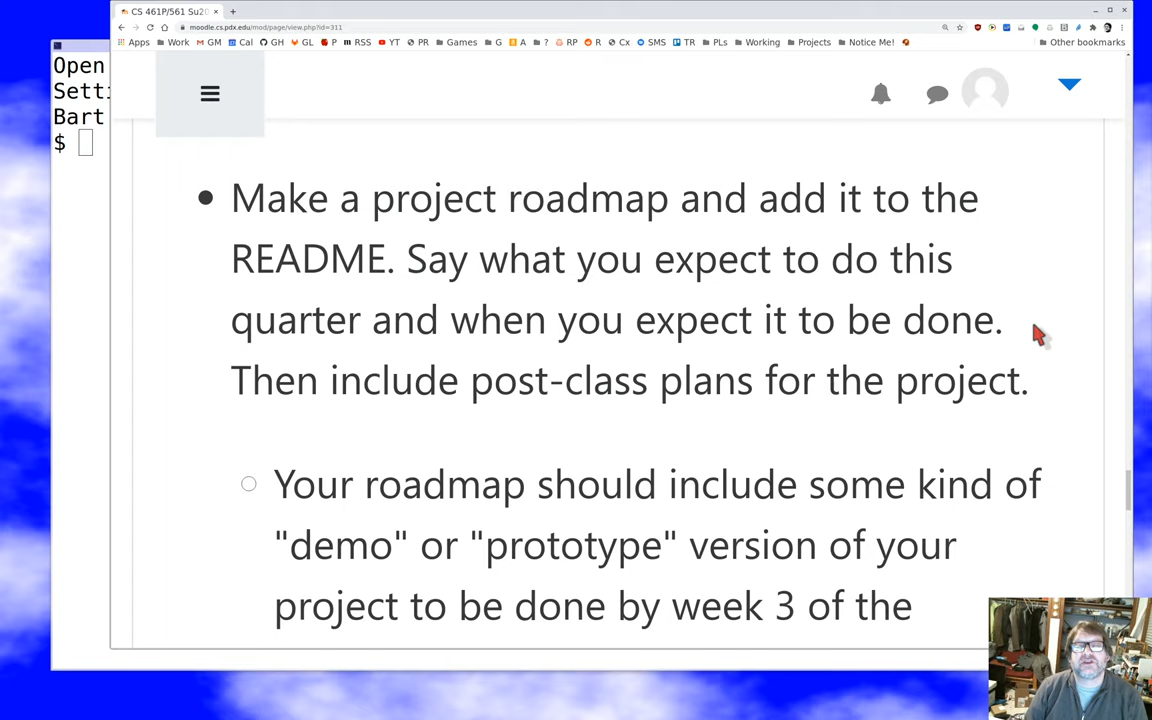 CS 461P/561 Su20
moodle.cs.pdx.edu/mod/page/view.php?id=311
Apps Work GM Cal GH GL P RSS YT PR Games G A ? RP R Cx SMS TR PLs Working Projects Notice Me! Other bookmarks
Open
Setti
Bart
$
Make a project roadmap and add it to the
README. Say what you expect to do this
quarter and when you expect it to be done.
Then include post-class plans for the project.
Your roadmap should include some kind of
"demo" or "prototype" version of your
project to be done by week 3 of the